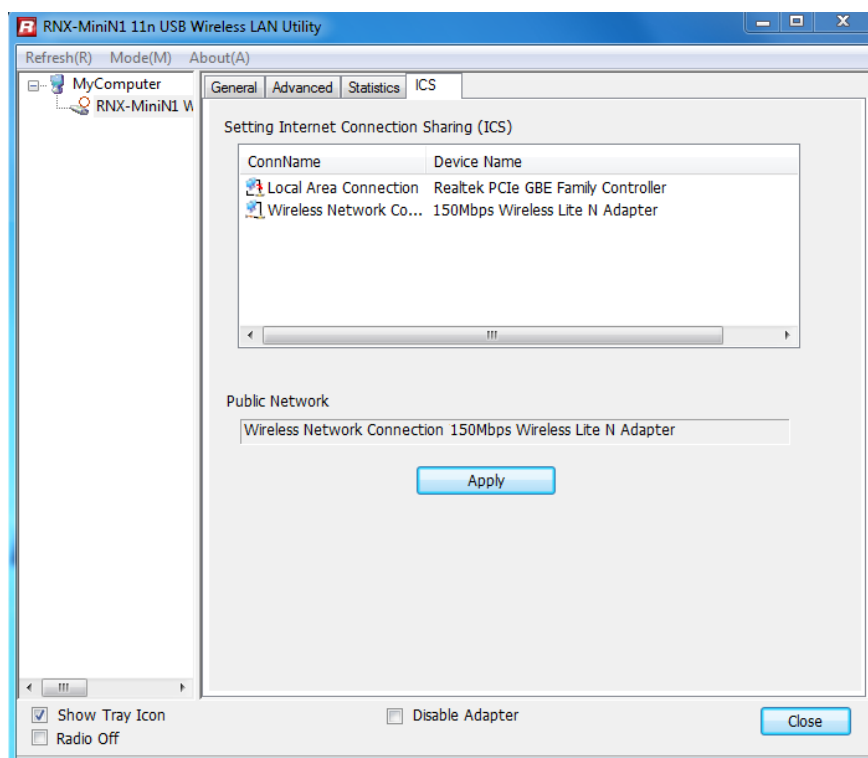 RNX-MiniN1 11n USB Wireless LAN Utility
Refresh(R) Mode(M) About(A)
MyComputer
RNX-MiniN1 W
General Advanced Statistics ICS
Setting Internet Connection Sharing (ICS)
ConnName Device Name
Local Area Connection Realtek PCIe GBE Family Controller
Wireless Network Co... 150Mbps Wireless Lite N Adapter
Public Network
Wireless Network Connection 150Mbps Wireless Lite N Adapter
Apply
Show Tray Icon Disable Adapter Close
Radio Off